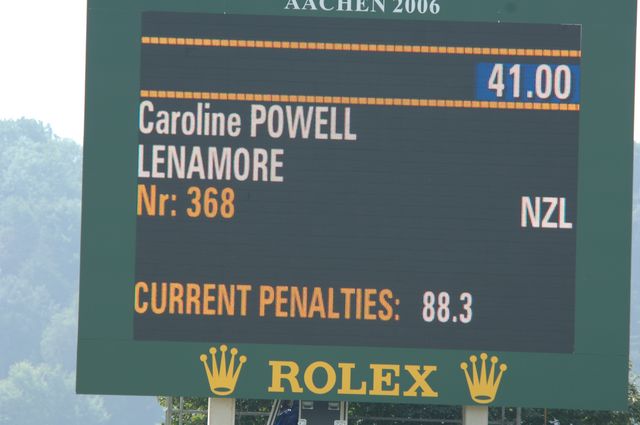 AACHEN 2006
41.00
Caroline POWELL
LENAMORE
Nr: 368 NZL
CURRENT PENALTIES: 88.3
ROLEX